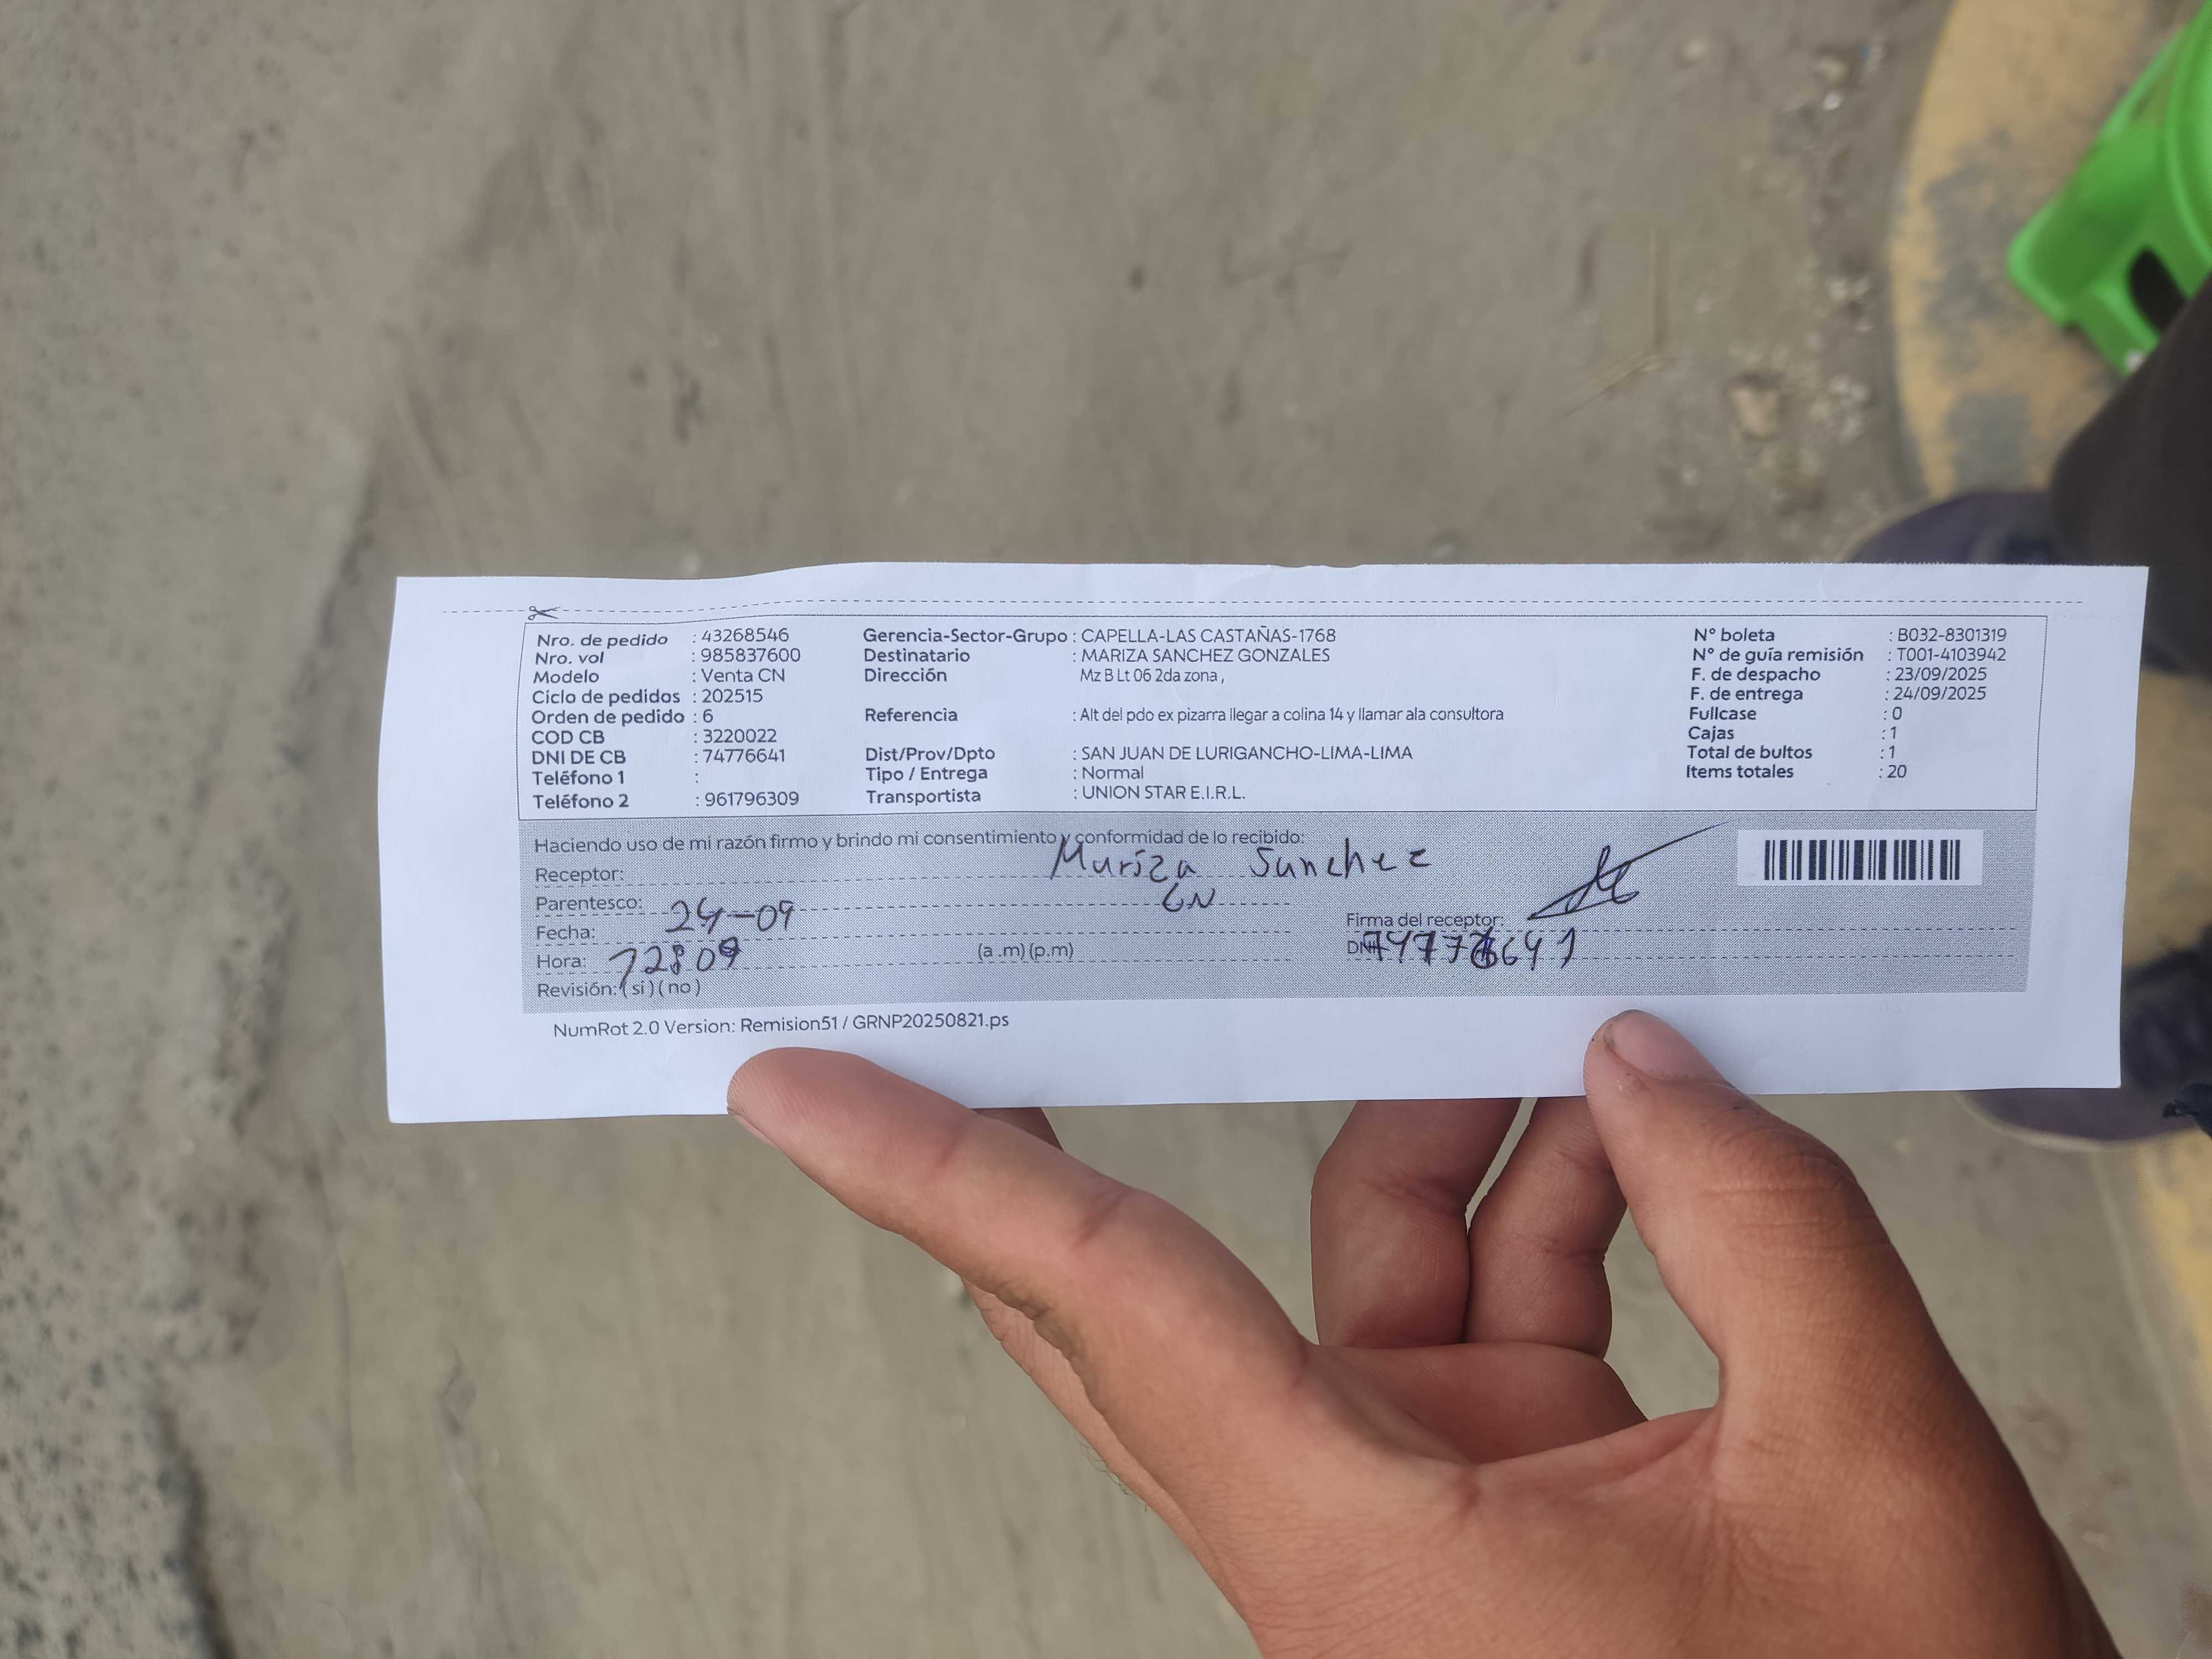 Nro. de pedido : 43268546
Nro. vol : 985837600
Modelo : Venta CN
Ciclo de pedidos : 202515
Orden de pedido : 6
COD CB : 3220022
DNI DE CB : 74776641
Teléfono 1 :
Teléfono 2 : 961796309
Gerencia-Sector-Grupo : CAPELLA-LAS CASTAÑAS-1768
Destinatario : MARIZA SANCHEZ GONZALES
Dirección Mz B Lt 06 2da zona ,
Referencia : Alt del pdo ex pizarra llegar a colina 14 y llamar ala consultora
Dist/Prov/Dpto : SAN JUAN DE LURIGANCHO-LIMA-LIMA
Tipo / Entrega : Normal
Transportista : UNION STAR E.I.R.L.
N° boleta : B032-8301319
N° de guía remisión : T001-4103942
F. de despacho : 23/09/2025
F. de entrega : 24/09/2025
Fullcase : 0
Cajas : 1
Total de bultos : 1
Items totales : 20
Haciendo uso de mi razón firmo y brindo mi consentimiento y conformidad de lo recibido:
Receptor: Mariza Sanchez
Parentesco: CN
Fecha: 24-09
Hora: (a .m) (p.m)
Revisión: ( si ) ( no )
Firma del receptor:
DNI: 74776641
NumRot 2.0 Version: Remision51 / GRNP20250821.ps